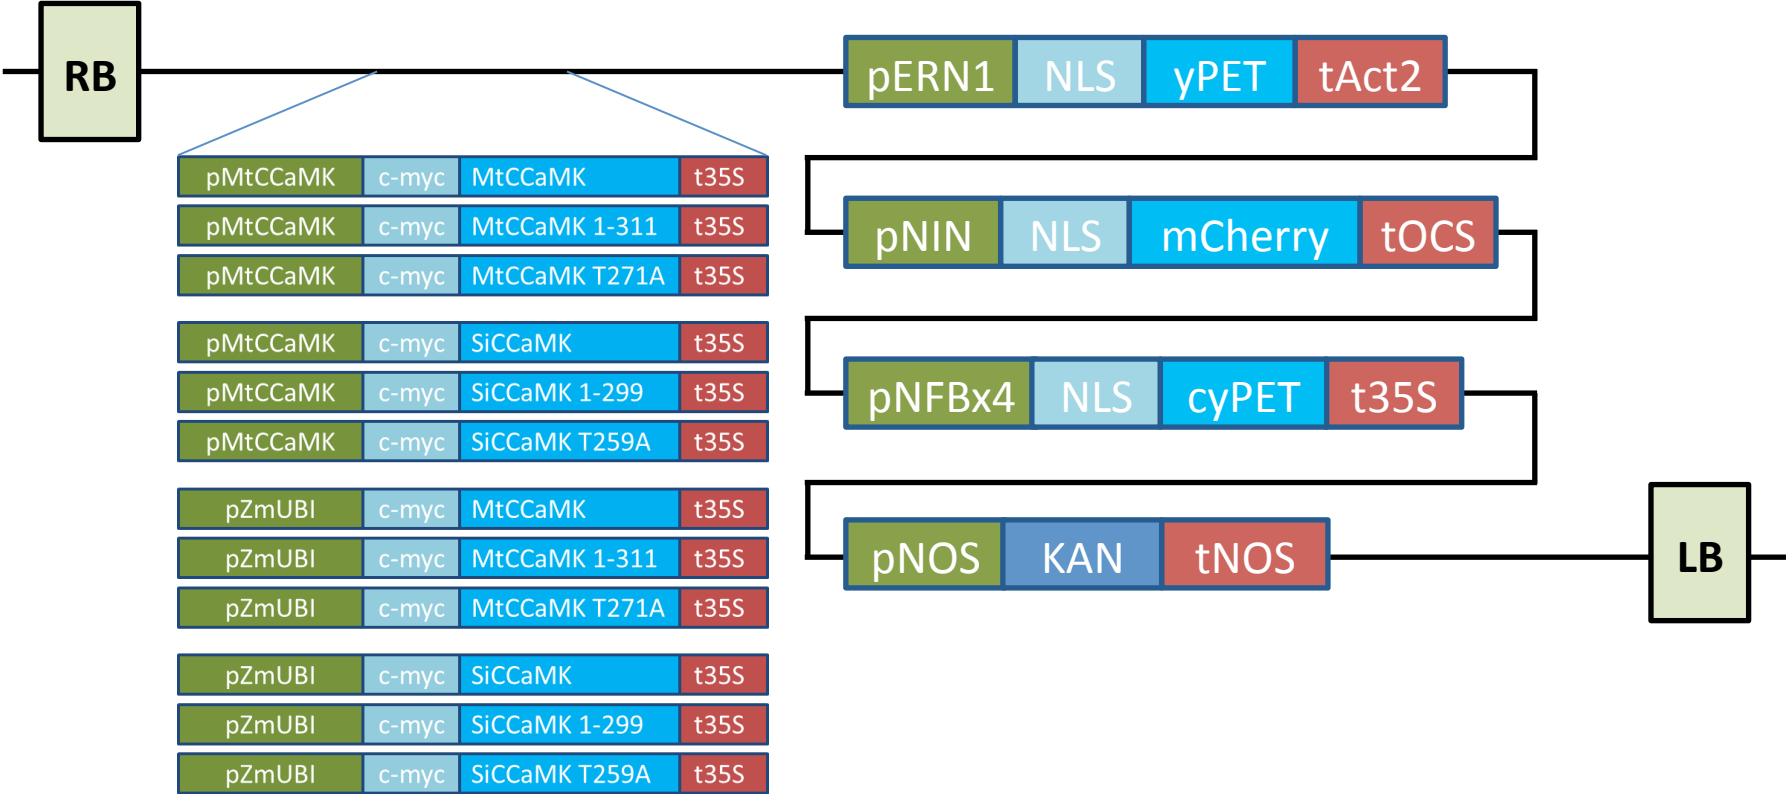 RB
pERN1 NLS yPET tAct2
pMtCCaMK c-myc MtCCaMK t35S
pMtCCaMK c-myc MtCCaMK 1-311 t35S
pMtCCaMK c-myc MtCCaMK T271A t35S
pMtCCaMK c-myc SiCCaMK t35S
pMtCCaMK c-myc SiCCaMK 1-299 t35S
pMtCCaMK c-myc SiCCaMK T259A t35S
pZmUBI c-myc MtCCaMK t35S
pZmUBI c-myc MtCCaMK 1-311 t35S
pZmUBI c-myc MtCCaMK T271A t35S
pZmUBI c-myc SiCCaMK t35S
pZmUBI c-myc SiCCaMK 1-299 t35S
pZmUBI c-myc SiCCaMK T259A t35S
pNIN NLS mCherry tOCS
pNFBx4 NLS cyPET t35S
pNOS KAN tNOS
LB